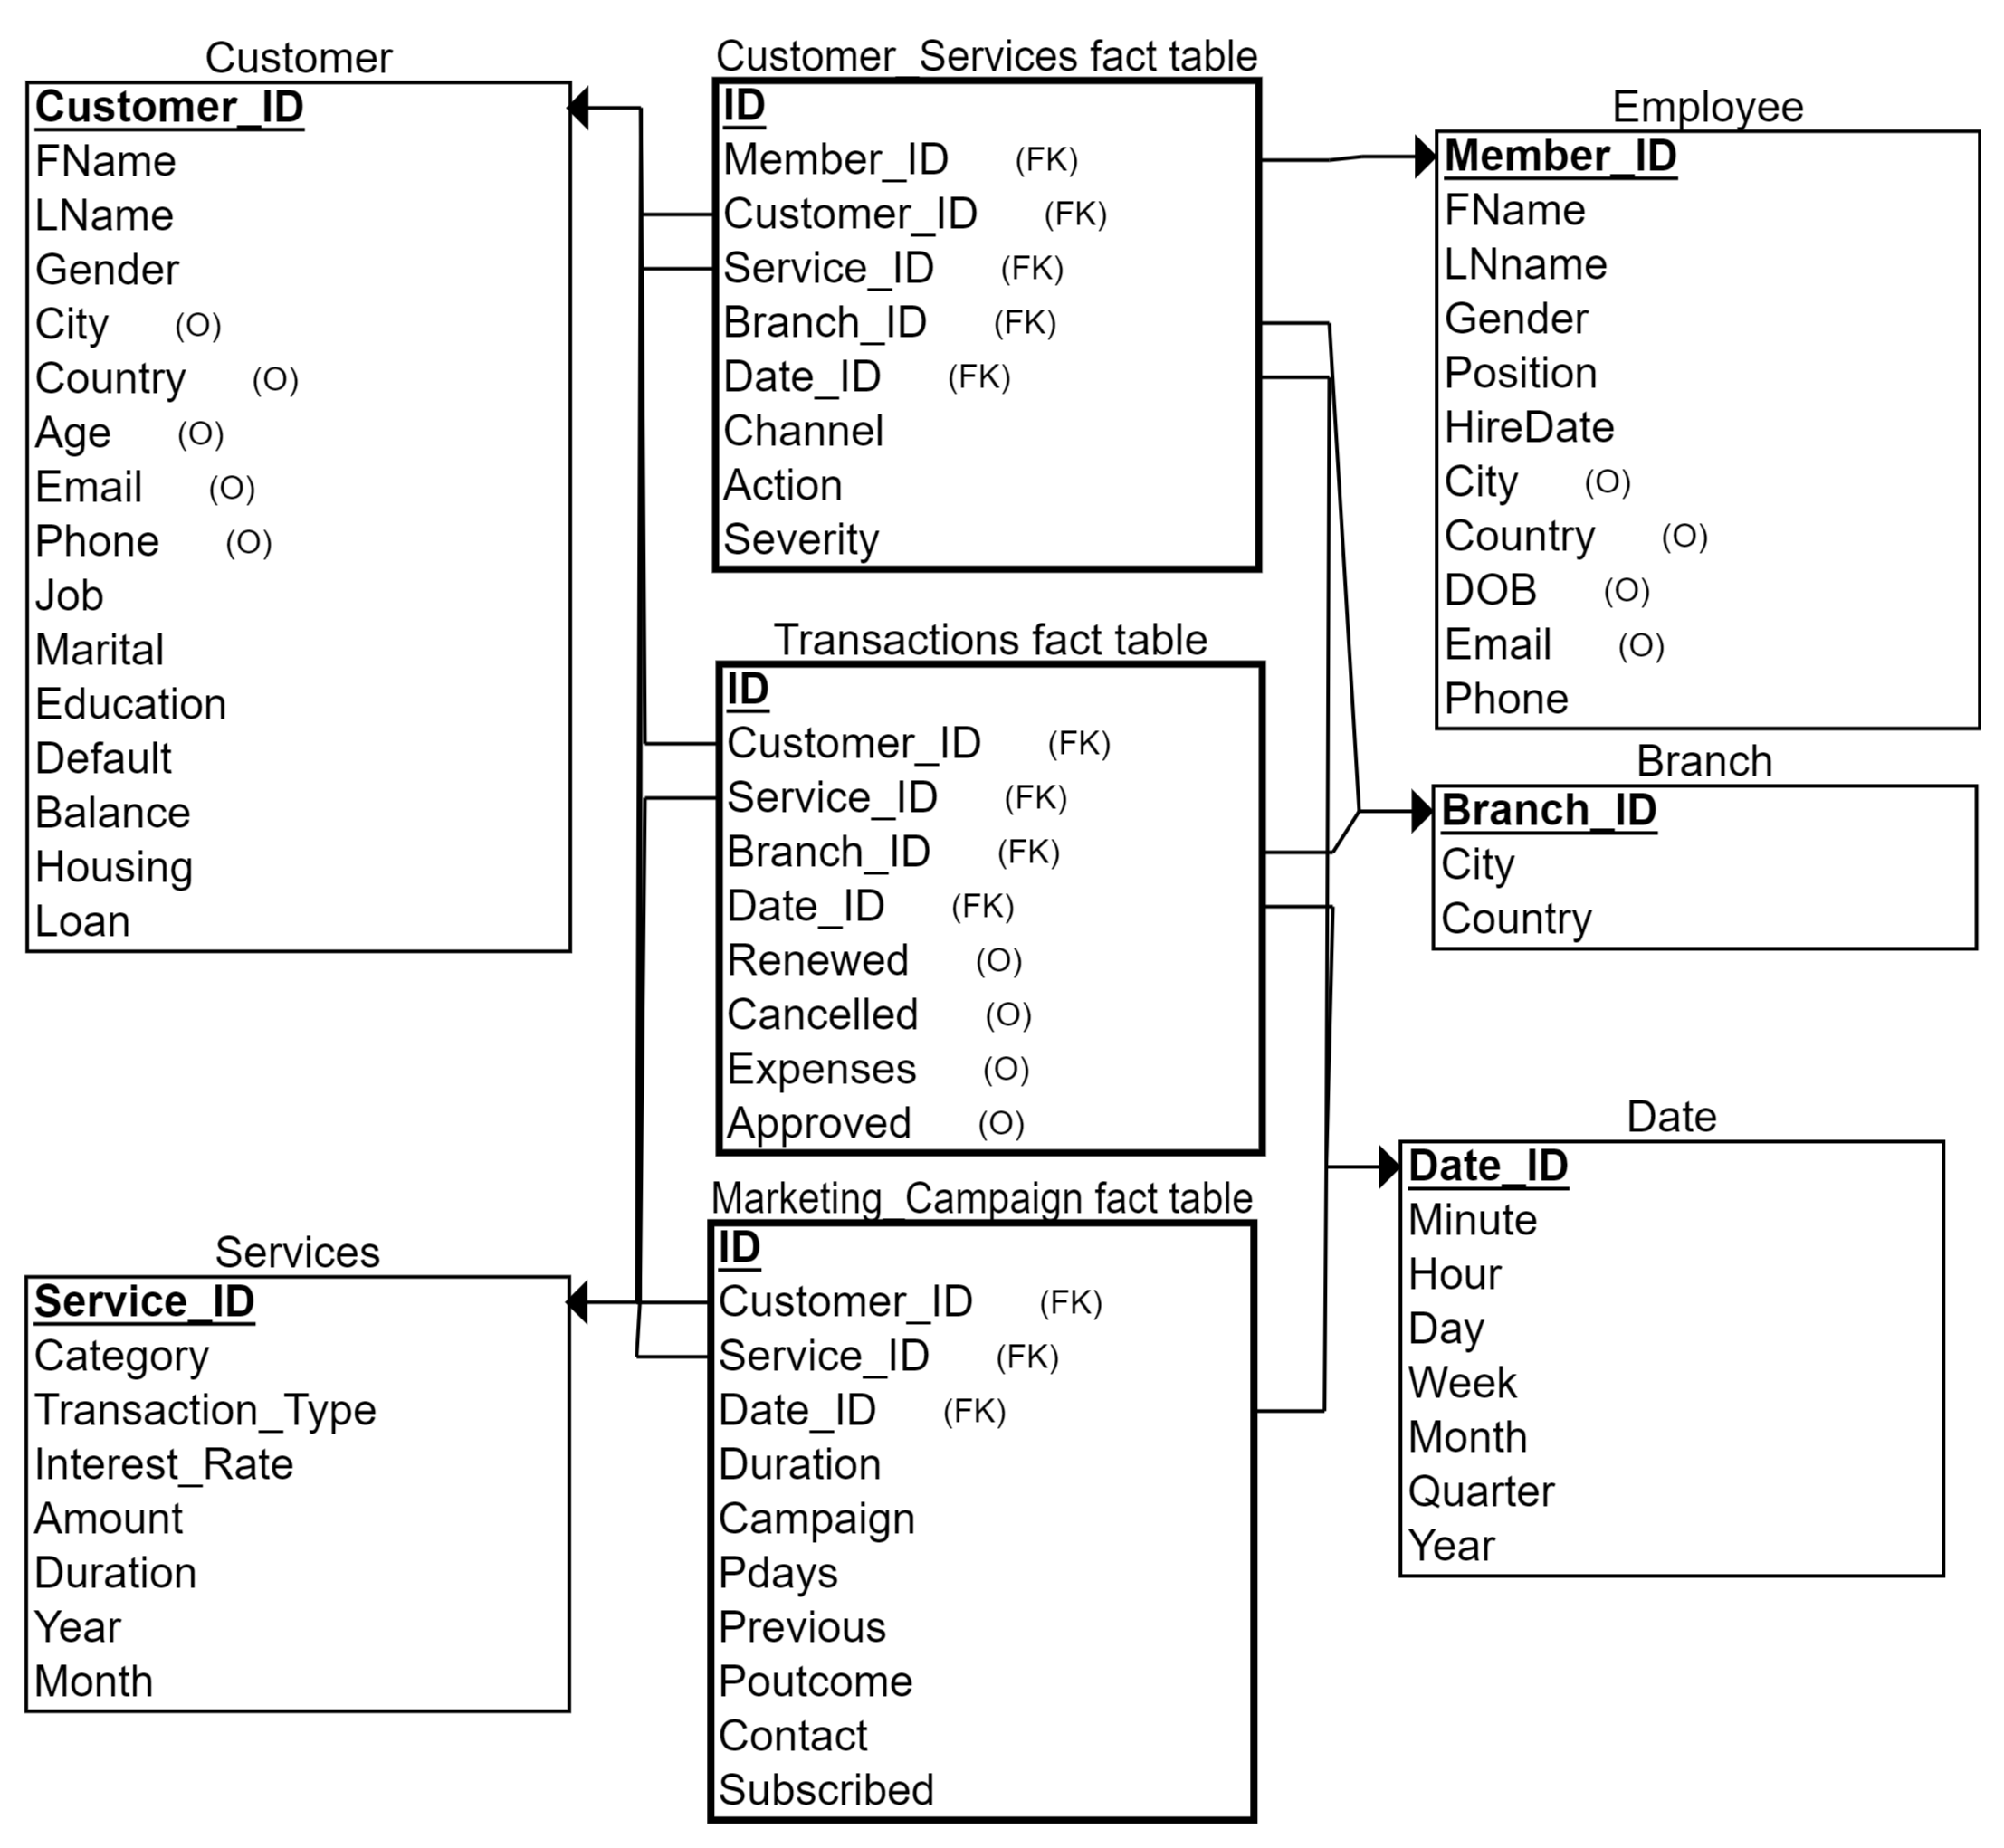 Customer
Customer_ID
FName
LName
Gender
City (O)
Country (O)
Age (O)
Email (O)
Phone (O)
Job
Marital
Education
Default
Balance
Housing
Loan
Services
Service_ID
Category
Transaction_Type
Interest_Rate
Amount
Duration
Year
Month
Customer_Services fact table
ID
Member_ID (FK)
Customer_ID (FK)
Service_ID (FK)
Branch_ID (FK)
Date_ID (FK)
Channel
Action
Severity
Transactions fact table
ID
Customer_ID (FK)
Service_ID (FK)
Branch_ID (FK)
Date_ID (FK)
Renewed (O)
Cancelled (O)
Expenses (O)
Approved (O)
Marketing_Campaign fact table
ID
Customer_ID (FK)
Service_ID (FK)
Date_ID (FK)
Duration
Campaign
Pdays
Previous
Poutcome
Contact
Subscribed
Employee
Member_ID
FName
LNname
Gender
Position
HireDate
City (O)
Country (O)
DOB (O)
Email (O)
Phone
Branch
Branch_ID
City
Country
Date
Date_ID
Minute
Hour
Day
Week
Month
Quarter
Year